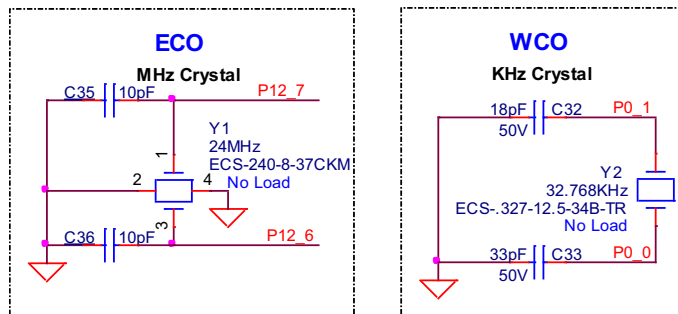 ECO
MHz Crystal
C35 10pF P12_7
Y1
24MHz
ECS-240-8-37CKM
No Load
1
2 4
3
C36 10pF P12_6
WCO
KHz Crystal
18pF C32 P0_1
50V
Y2
32.768KHz
ECS-.327-12.5-34B-TR
No Load
33pF C33 P0_0
50V